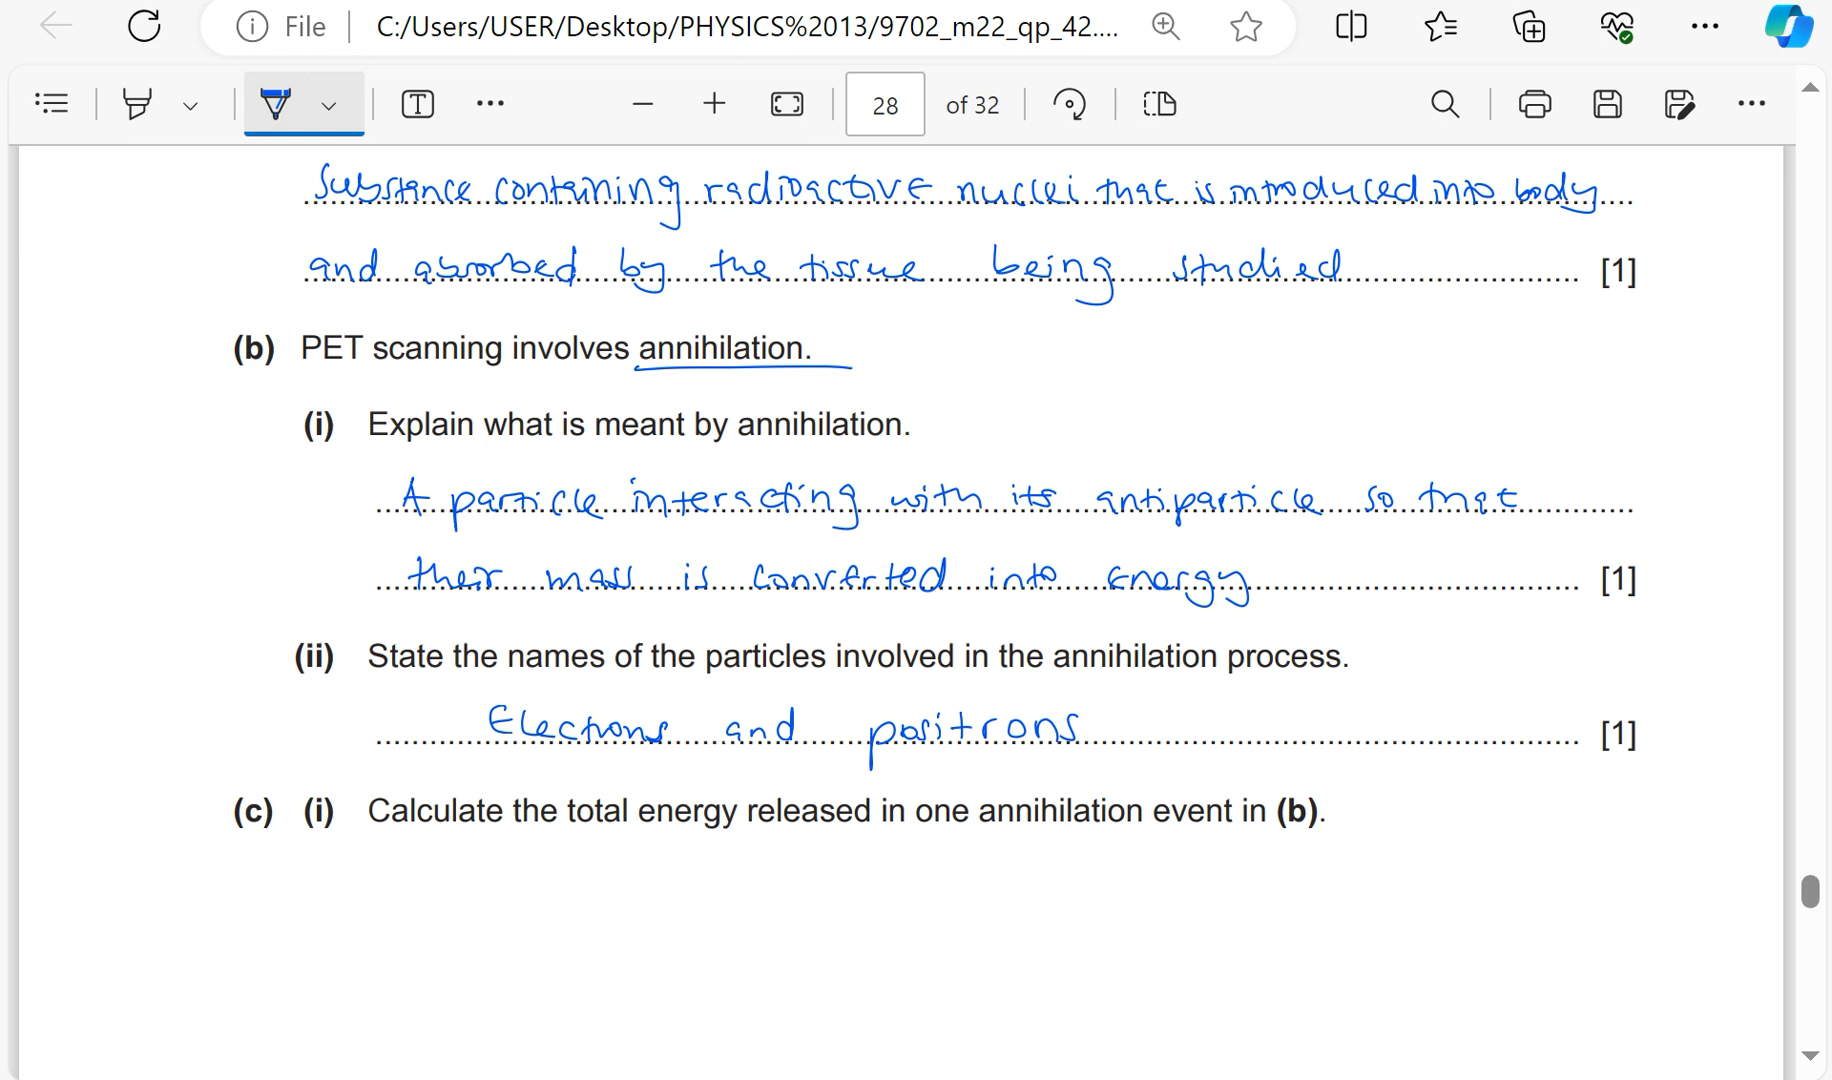 File C:/Users/USER/Desktop/PHYSICS%2013/9702_m22_qp_42....
28 of 32
Substance containing radioactive nuclei that is introduced into body
and absorbed by the tissue being studied [1]
(b) PET scanning involves annihilation.
(i) Explain what is meant by annihilation.
A particle interacting with its antiparticle so that
their mass is converted into energy [1]
(ii) State the names of the particles involved in the annihilation process.
Electrons and positrons [1]
(c) (i) Calculate the total energy released in one annihilation event in (b).